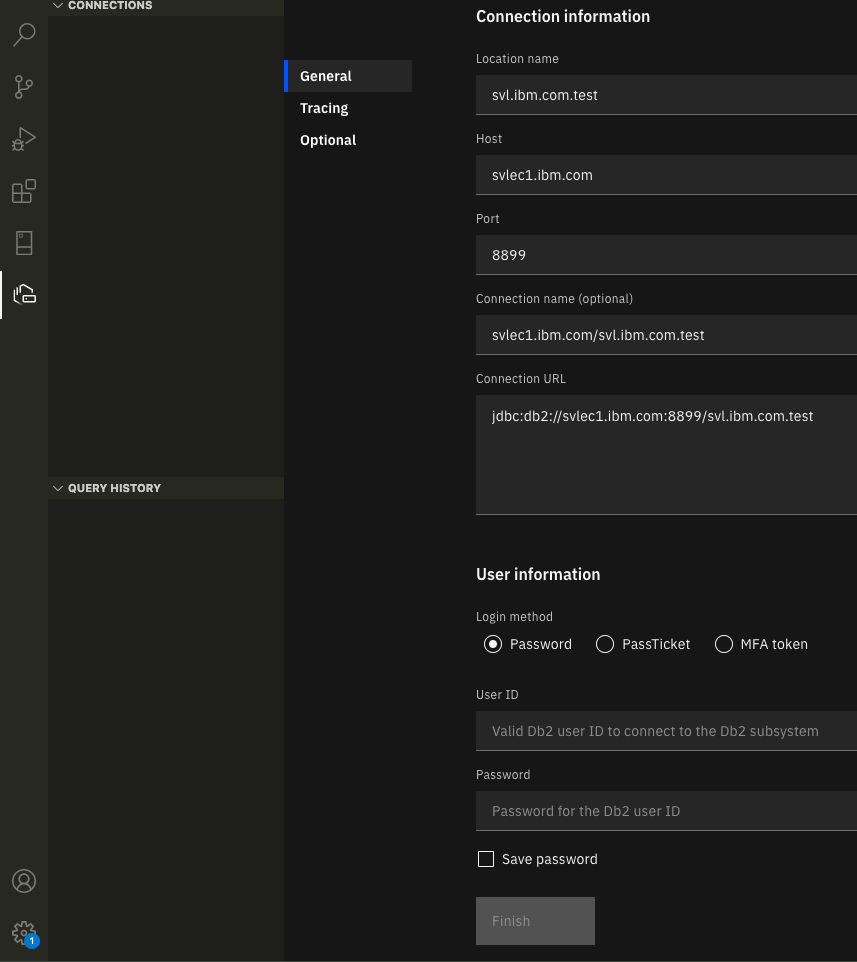 CONNECTIONS
QUERY HISTORY
1
General
Tracing
Optional
Connection information
Location name
svl.ibm.com.test
Host
svlec1.ibm.com
Port
8899
Connection name (optional)
svlec1.ibm.com/svl.ibm.com.test
Connection URL
jdbc:db2://svlec1.ibm.com:8899/svl.ibm.com.test
User information
Login method
Password PassTicket MFA token
User ID
Valid Db2 user ID to connect to the Db2 subsystem
Password
Password for the Db2 user ID
Save password
Finish